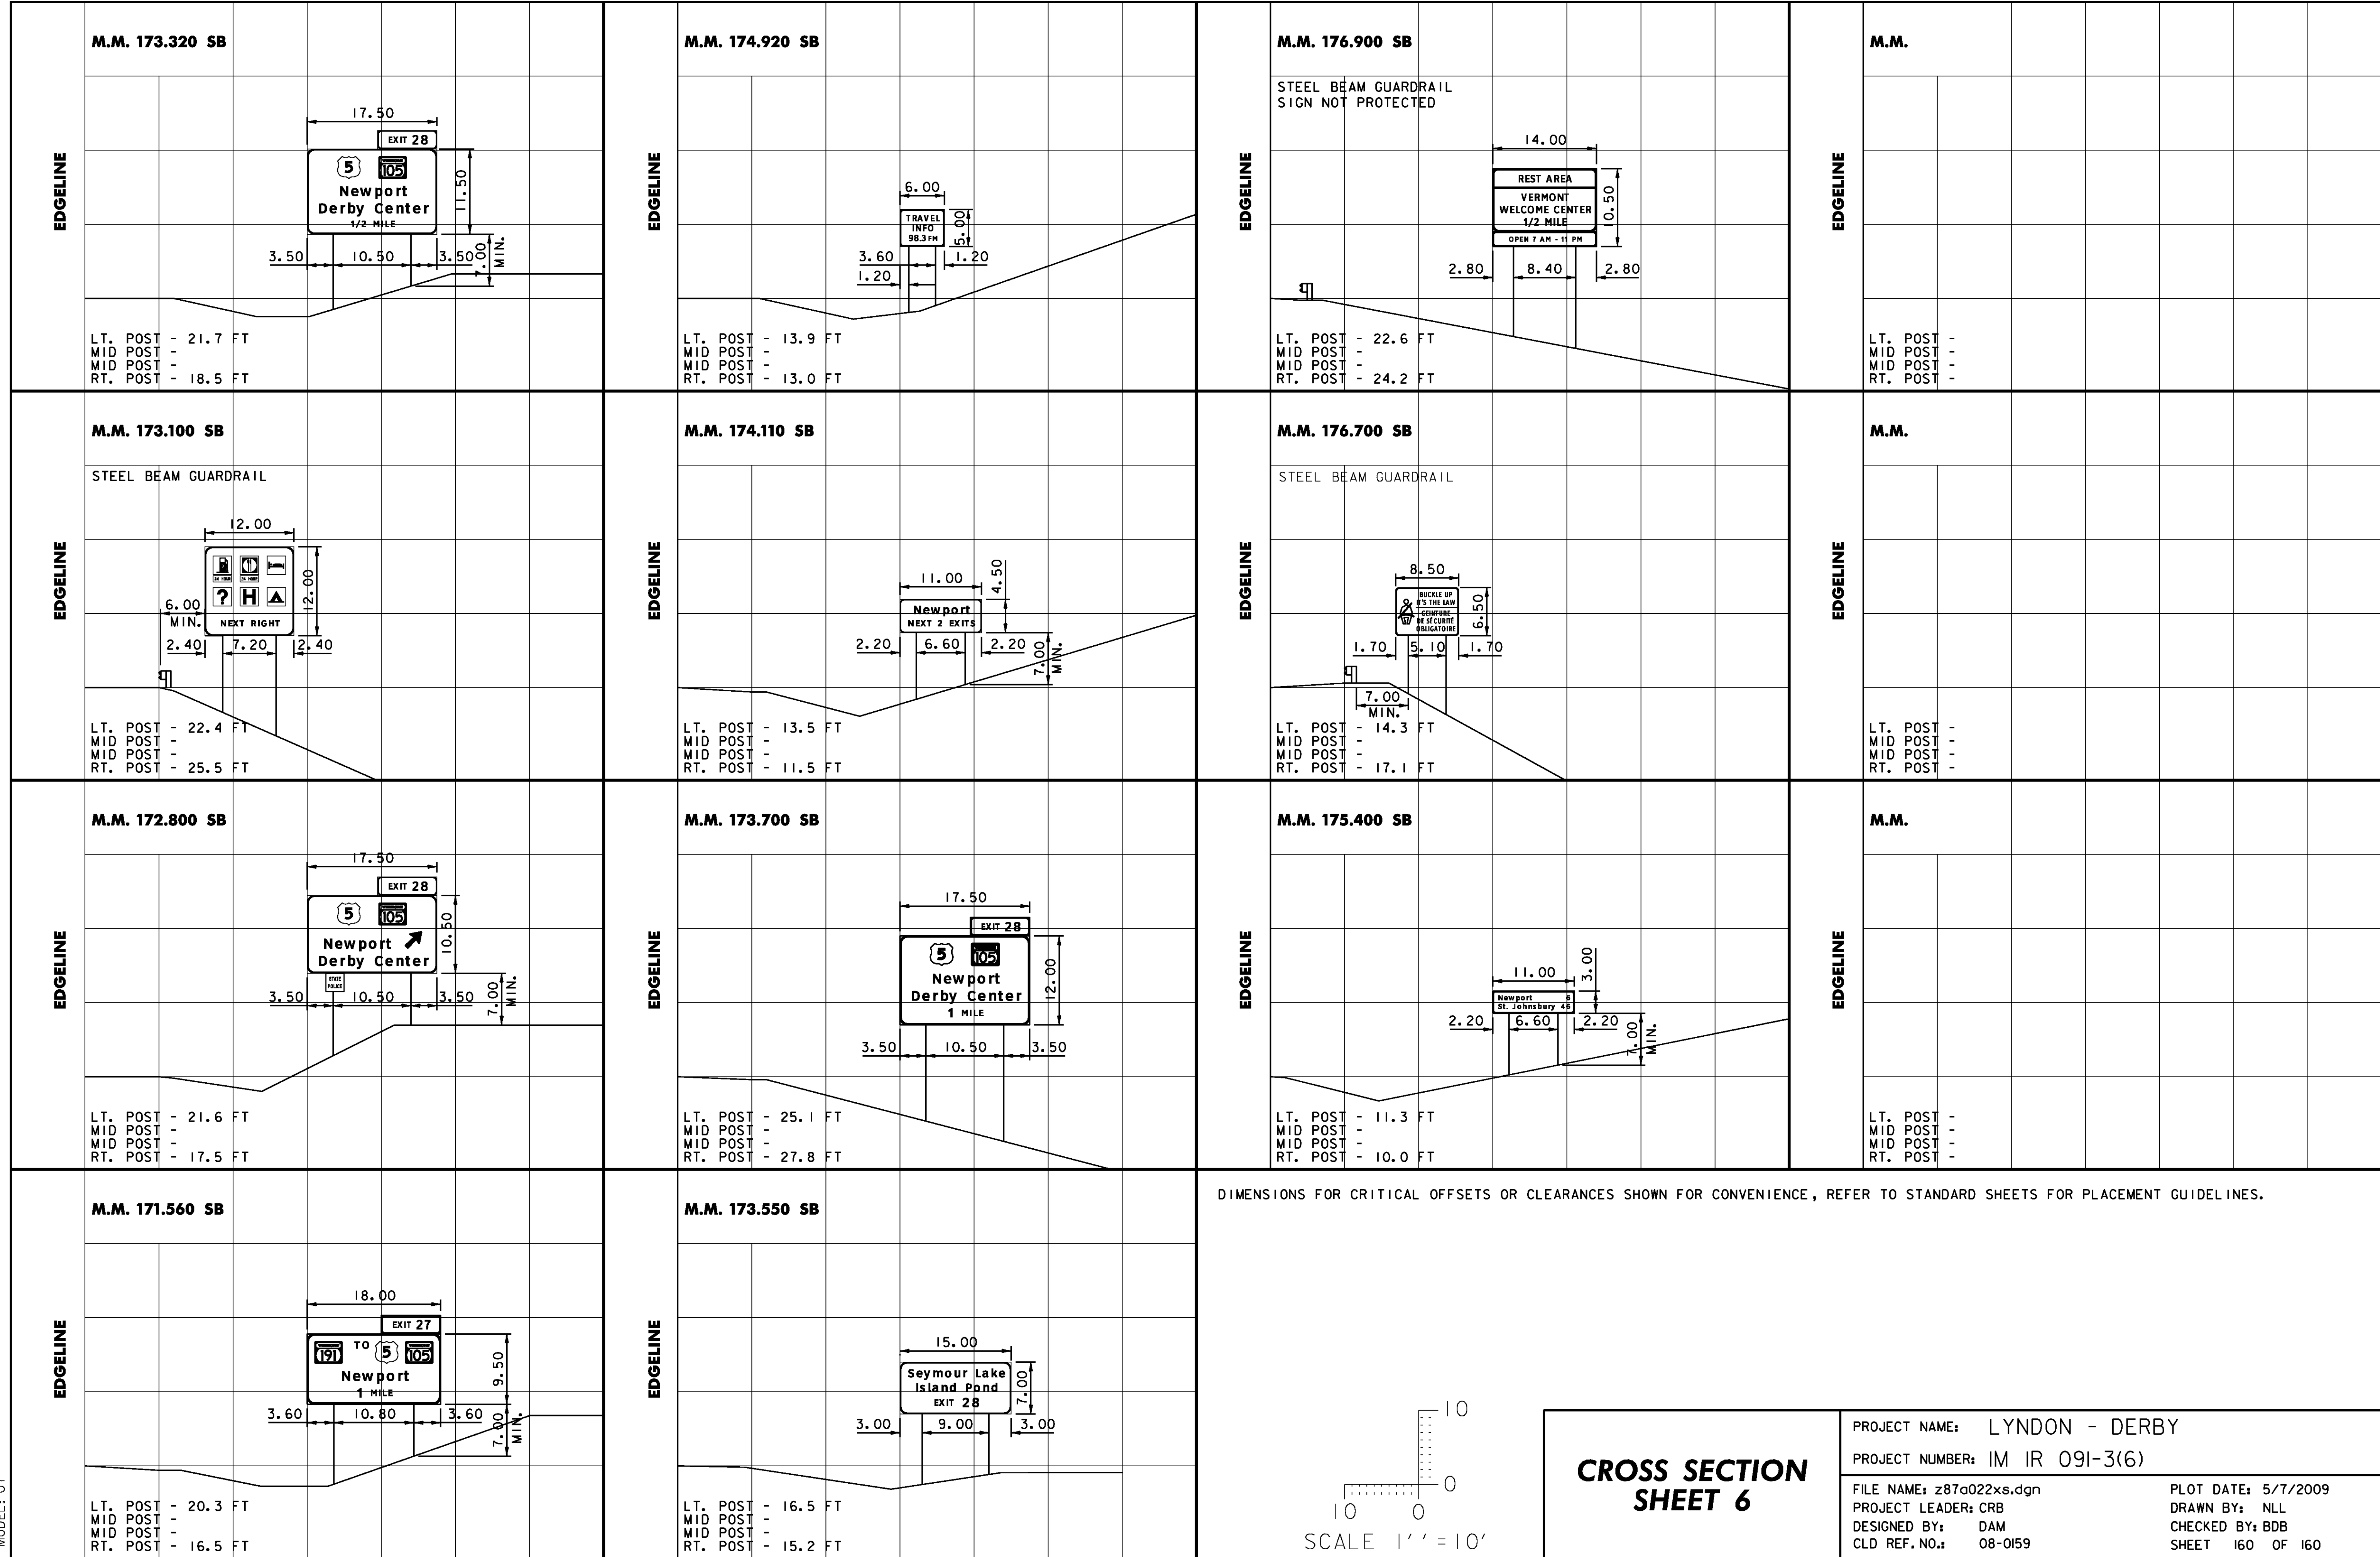 M.M. 173.320 SB
EDGELINE
17.50
EXIT 28
5 105
Newport
Derby Center
1/2 MILE
11.50
3.50 10.50 3.50
7.00
MIN.
LT. POST - 21.7 FT
MID POST -
MID POST -
RT. POST - 18.5 FT
M.M. 174.920 SB
EDGELINE
6.00
TRAVEL
INFO
98.3 FM
5.00
3.60 1.20
1.20
LT. POST - 13.9 FT
MID POST -
MID POST -
RT. POST - 13.0 FT
M.M. 176.900 SB
STEEL BEAM GUARDRAIL
SIGN NOT PROTECTED
EDGELINE
14.00
REST AREA
VERMONT
WELCOME CENTER
1/2 MILE
OPEN 7 AM - 11 PM
10.50
2.80 8.40 2.80
LT. POST - 22.6 FT
MID POST -
MID POST -
RT. POST - 24.2 FT
M.M.
EDGELINE
LT. POST -
MID POST -
MID POST -
RT. POST -
M.M. 173.100 SB
STEEL BEAM GUARDRAIL
EDGELINE
12.00
24 HOUR 24 HOUR
? H
NEXT RIGHT
12.00
6.00
MIN.
2.40 7.20 2.40
LT. POST - 22.4 FT
MID POST -
MID POST -
RT. POST - 25.5 FT
M.M. 174.110 SB
EDGELINE
11.00
4.50
Newport
NEXT 2 EXITS
2.20 6.60 2.20
7.00
MIN.
LT. POST - 13.5 FT
MID POST -
MID POST -
RT. POST - 11.5 FT
M.M. 176.700 SB
STEEL BEAM GUARDRAIL
EDGELINE
8.50
BUCKLE UP
IT'S THE LAW
CEINTURE
DE SÉCURITÉ
OBLIGATOIRE
6.50
1.70 5.10 1.70
7.00
MIN.
LT. POST - 14.3 FT
MID POST -
MID POST -
RT. POST - 17.1 FT
M.M.
EDGELINE
LT. POST -
MID POST -
MID POST -
RT. POST -
M.M. 172.800 SB
EDGELINE
17.50
EXIT 28
5 105
Newport
Derby Center
STATE
POLICE
10.50
3.50 10.50 3.50
7.00
MIN.
LT. POST - 21.6 FT
MID POST -
MID POST -
RT. POST - 17.5 FT
M.M. 173.700 SB
EDGELINE
17.50
EXIT 28
5 105
Newport
Derby Center
1 MILE
12.00
3.50 10.50 3.50
LT. POST - 25.1 FT
MID POST -
MID POST -
RT. POST - 27.8 FT
M.M. 175.400 SB
EDGELINE
11.00
3.00
Newport 6
St. Johnsbury 46
2.20 6.60 2.20
7.00
MIN.
LT. POST - 11.3 FT
MID POST -
MID POST -
RT. POST - 10.0 FT
M.M.
EDGELINE
LT. POST -
MID POST -
MID POST -
RT. POST -
M.M. 171.560 SB
EDGELINE
18.00
EXIT 27
191 TO 5 105
Newport
1 MILE
9.50
3.60 10.80 3.60
7.00
MIN.
LT. POST - 20.3 FT
MID POST -
MID POST -
RT. POST - 16.5 FT
M.M. 173.550 SB
EDGELINE
15.00
Seymour Lake
Island Pond
EXIT 28
7.00
3.00 9.00 3.00
LT. POST - 16.5 FT
MID POST -
MID POST -
RT. POST - 15.2 FT
DIMENSIONS FOR CRITICAL OFFSETS OR CLEARANCES SHOWN FOR CONVENIENCE, REFER TO STANDARD SHEETS FOR PLACEMENT GUIDELINES.
10
0
10 0
SCALE 1''=10'
CROSS SECTION
SHEET 6
PROJECT NAME: LYNDON - DERBY
PROJECT NUMBER: IM IR 091-3(6)
FILE NAME: z87a022xs.dgn PLOT DATE: 5/7/2009
PROJECT LEADER: CRB DRAWN BY: NLL
DESIGNED BY: DAM CHECKED BY: BDB
CLD REF. NO.: 08-0159 SHEET 160 OF 160